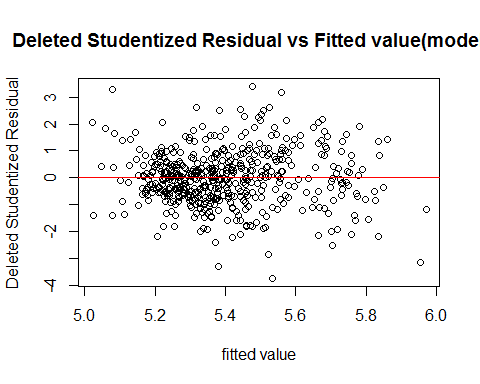 Deleted Studentized Residual vs Fitted value(mode
Deleted Studentized Residual
3
1
0
-2
-4
5.0 5.2 5.4 5.6 5.8 6.0
fitted value